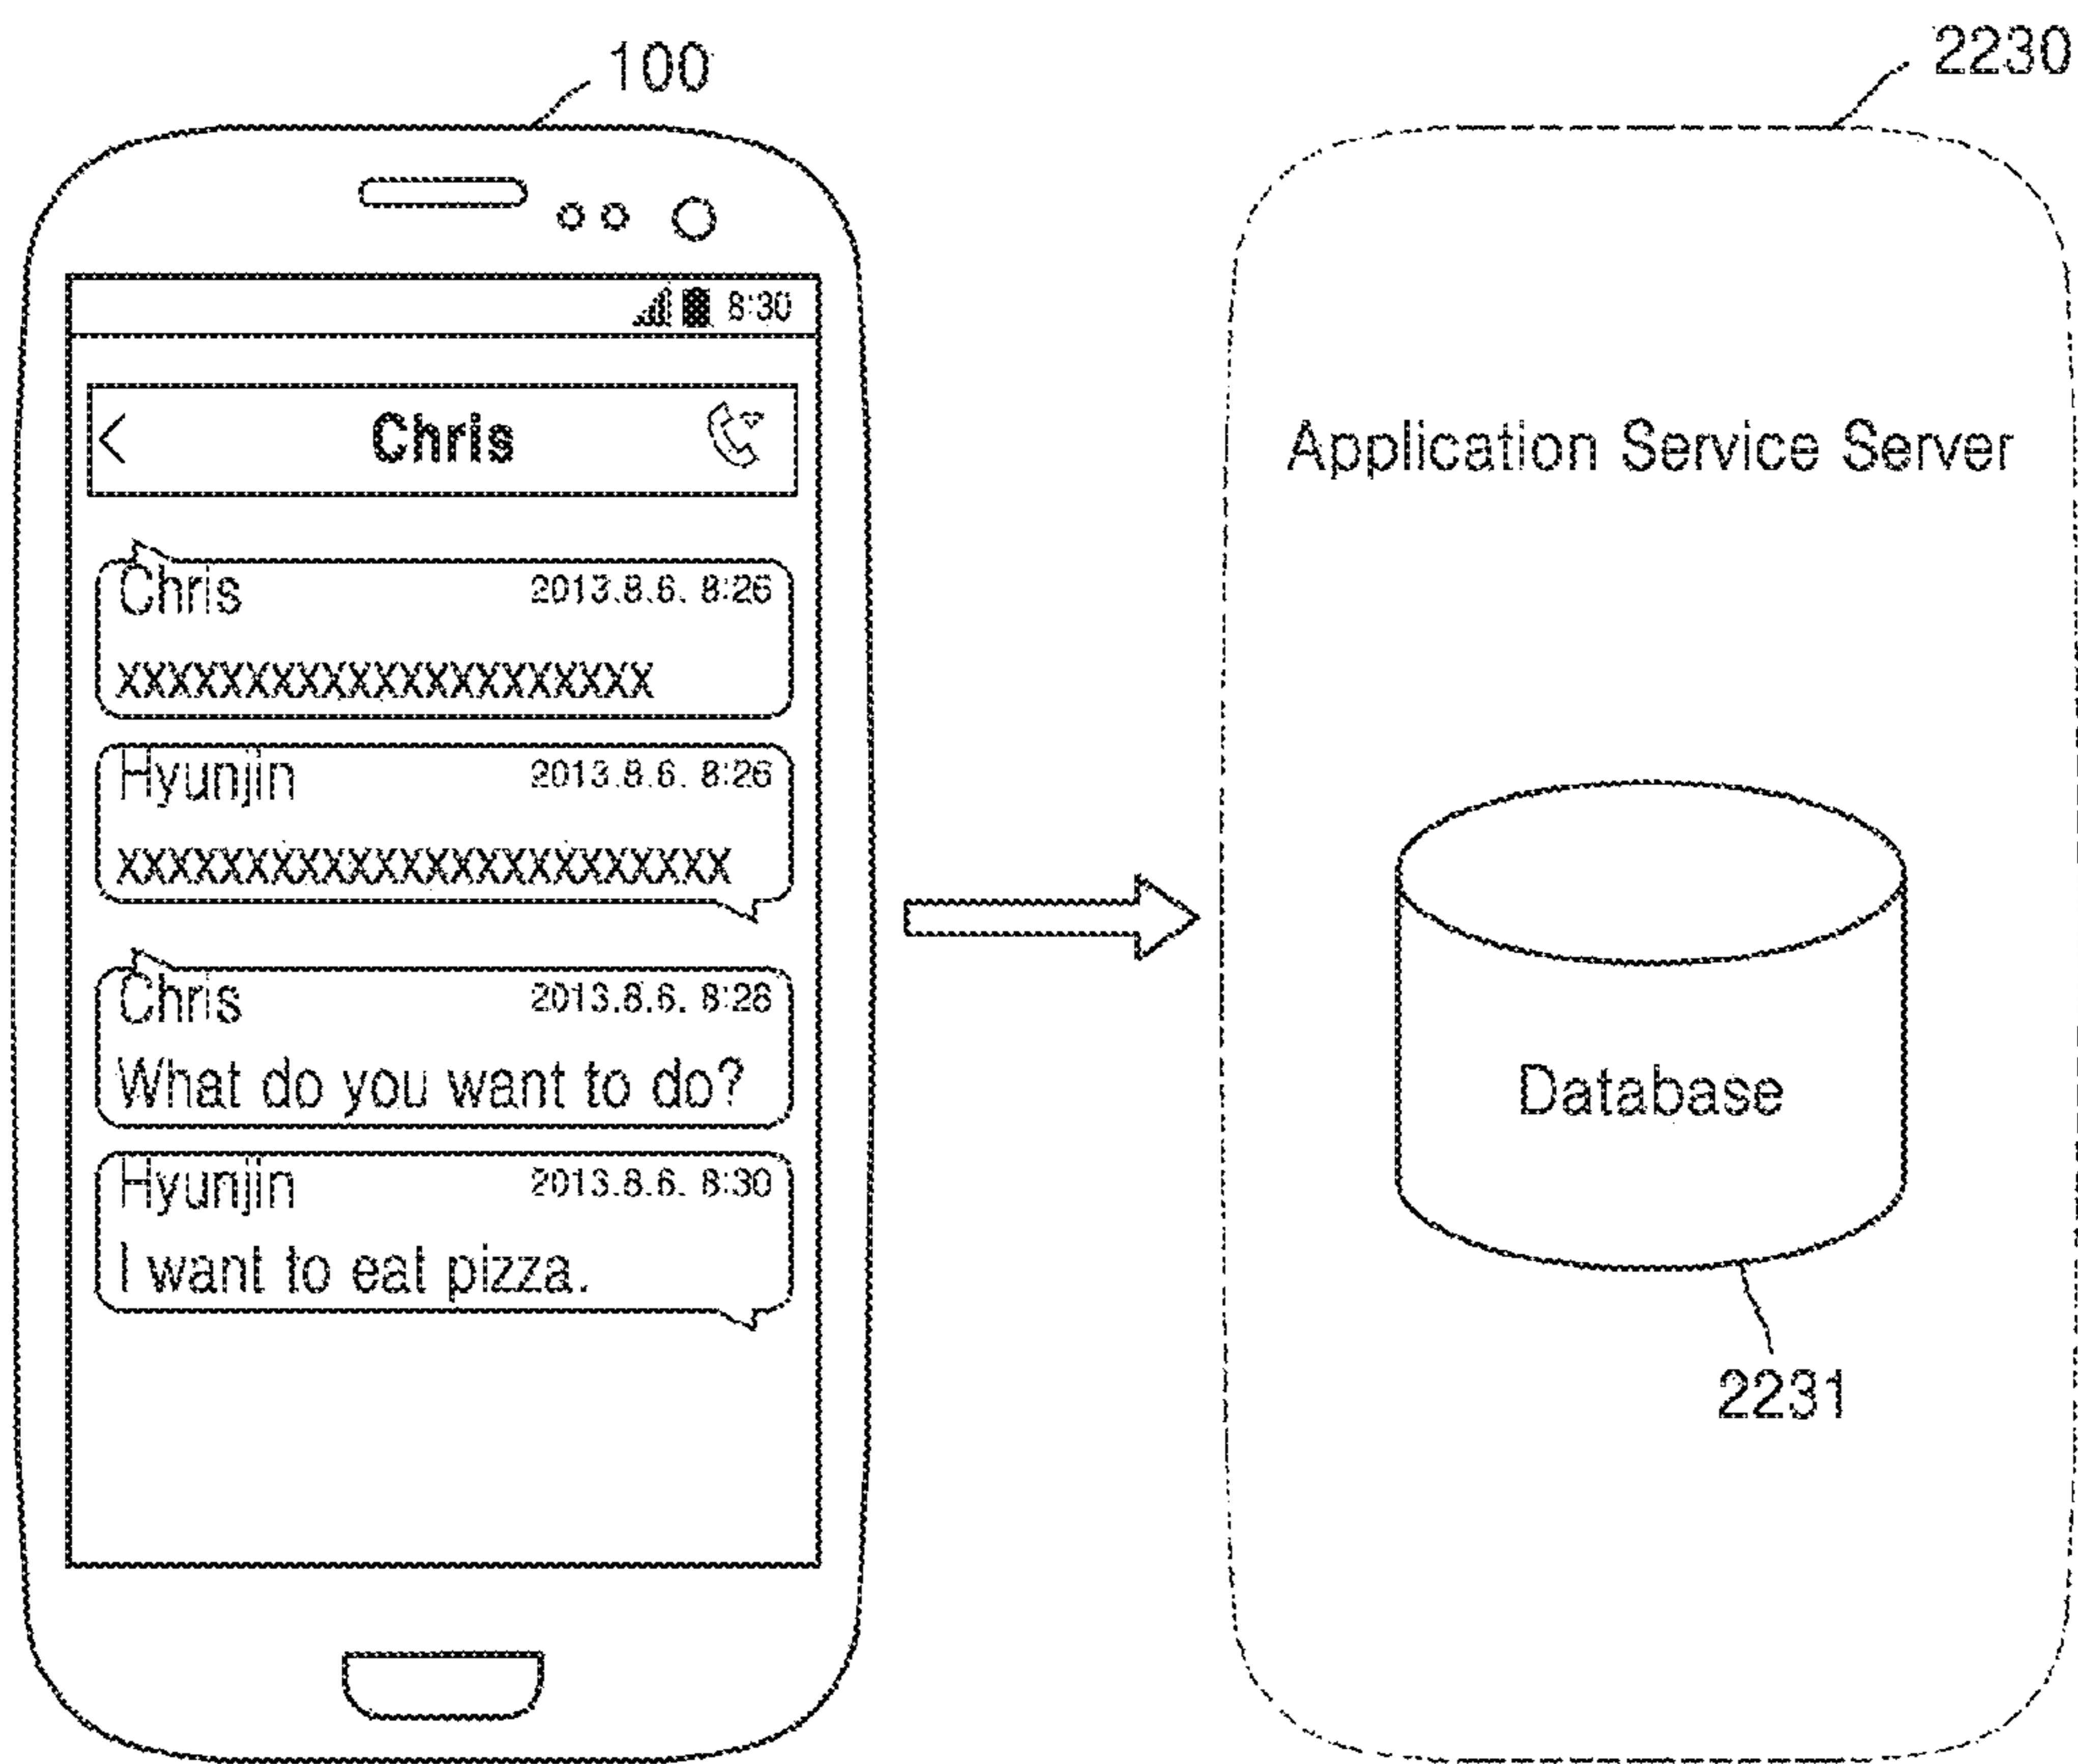 100
2230
8:30
<
Chris
Application Service Server
Chris 2013.8.6. 8:26
xxxxxxxxxxxxxxxxxxxxx
Hyunjin 2013.8.6. 8:26
xxxxxxxxxxxxxxxxxxxxxxxx
Chris 2013.8.6. 8:28
What do you want to do?
Database
Hyunjin 2013.8.6. 8:30
I want to eat pizza.
2231